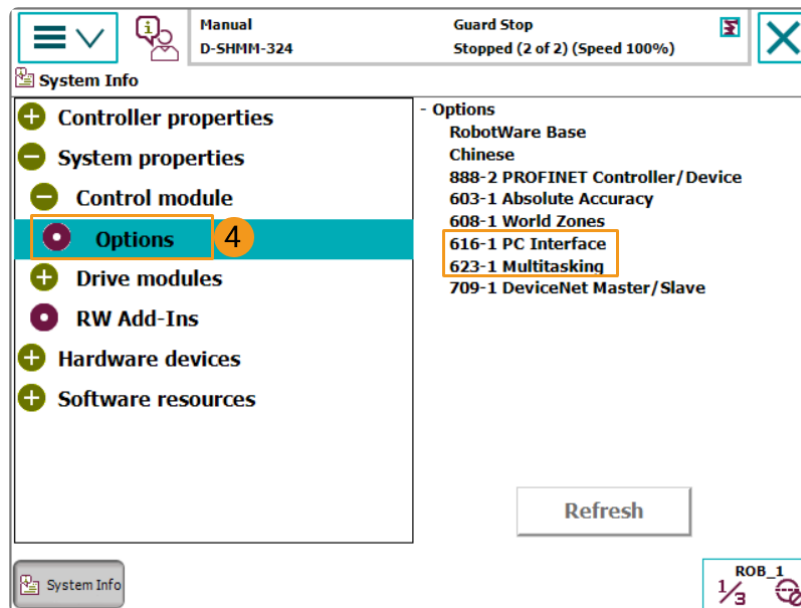 Manual
D-SHMM-324
Guard Stop
Stopped (2 of 2) (Speed 100%)
System Info
Controller properties
System properties
Control module
Options
4
Drive modules
RW Add-Ins
Hardware devices
Software resources
- Options
RobotWare Base
Chinese
888-2 PROFINET Controller/Device
603-1 Absolute Accuracy
608-1 World Zones
616-1 PC Interface
623-1 Multitasking
709-1 DeviceNet Master/Slave
Refresh
System Info
ROB_1
1/3